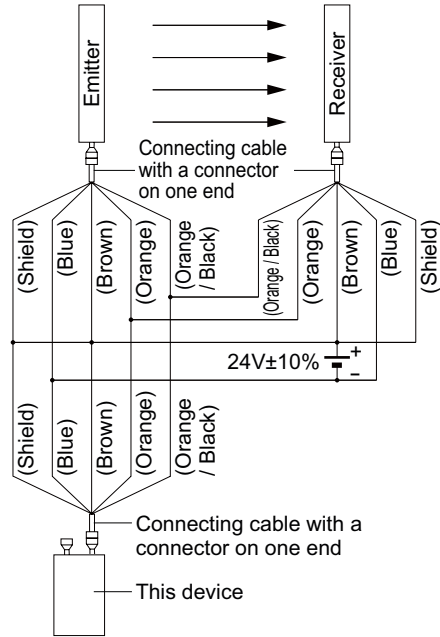 Emitter
Receiver
Connecting cable
with a connector
on one end
(Shield)
(Blue)
(Brown)
(Orange)
(Orange
/ Black)
(Orange / Black)
(Orange)
(Brown)
(Blue)
(Shield)
24V±10%
+
−
(Shield)
(Blue)
(Brown)
(Orange)
(Orange
/ Black)
Connecting cable with a
connector on one end
This device